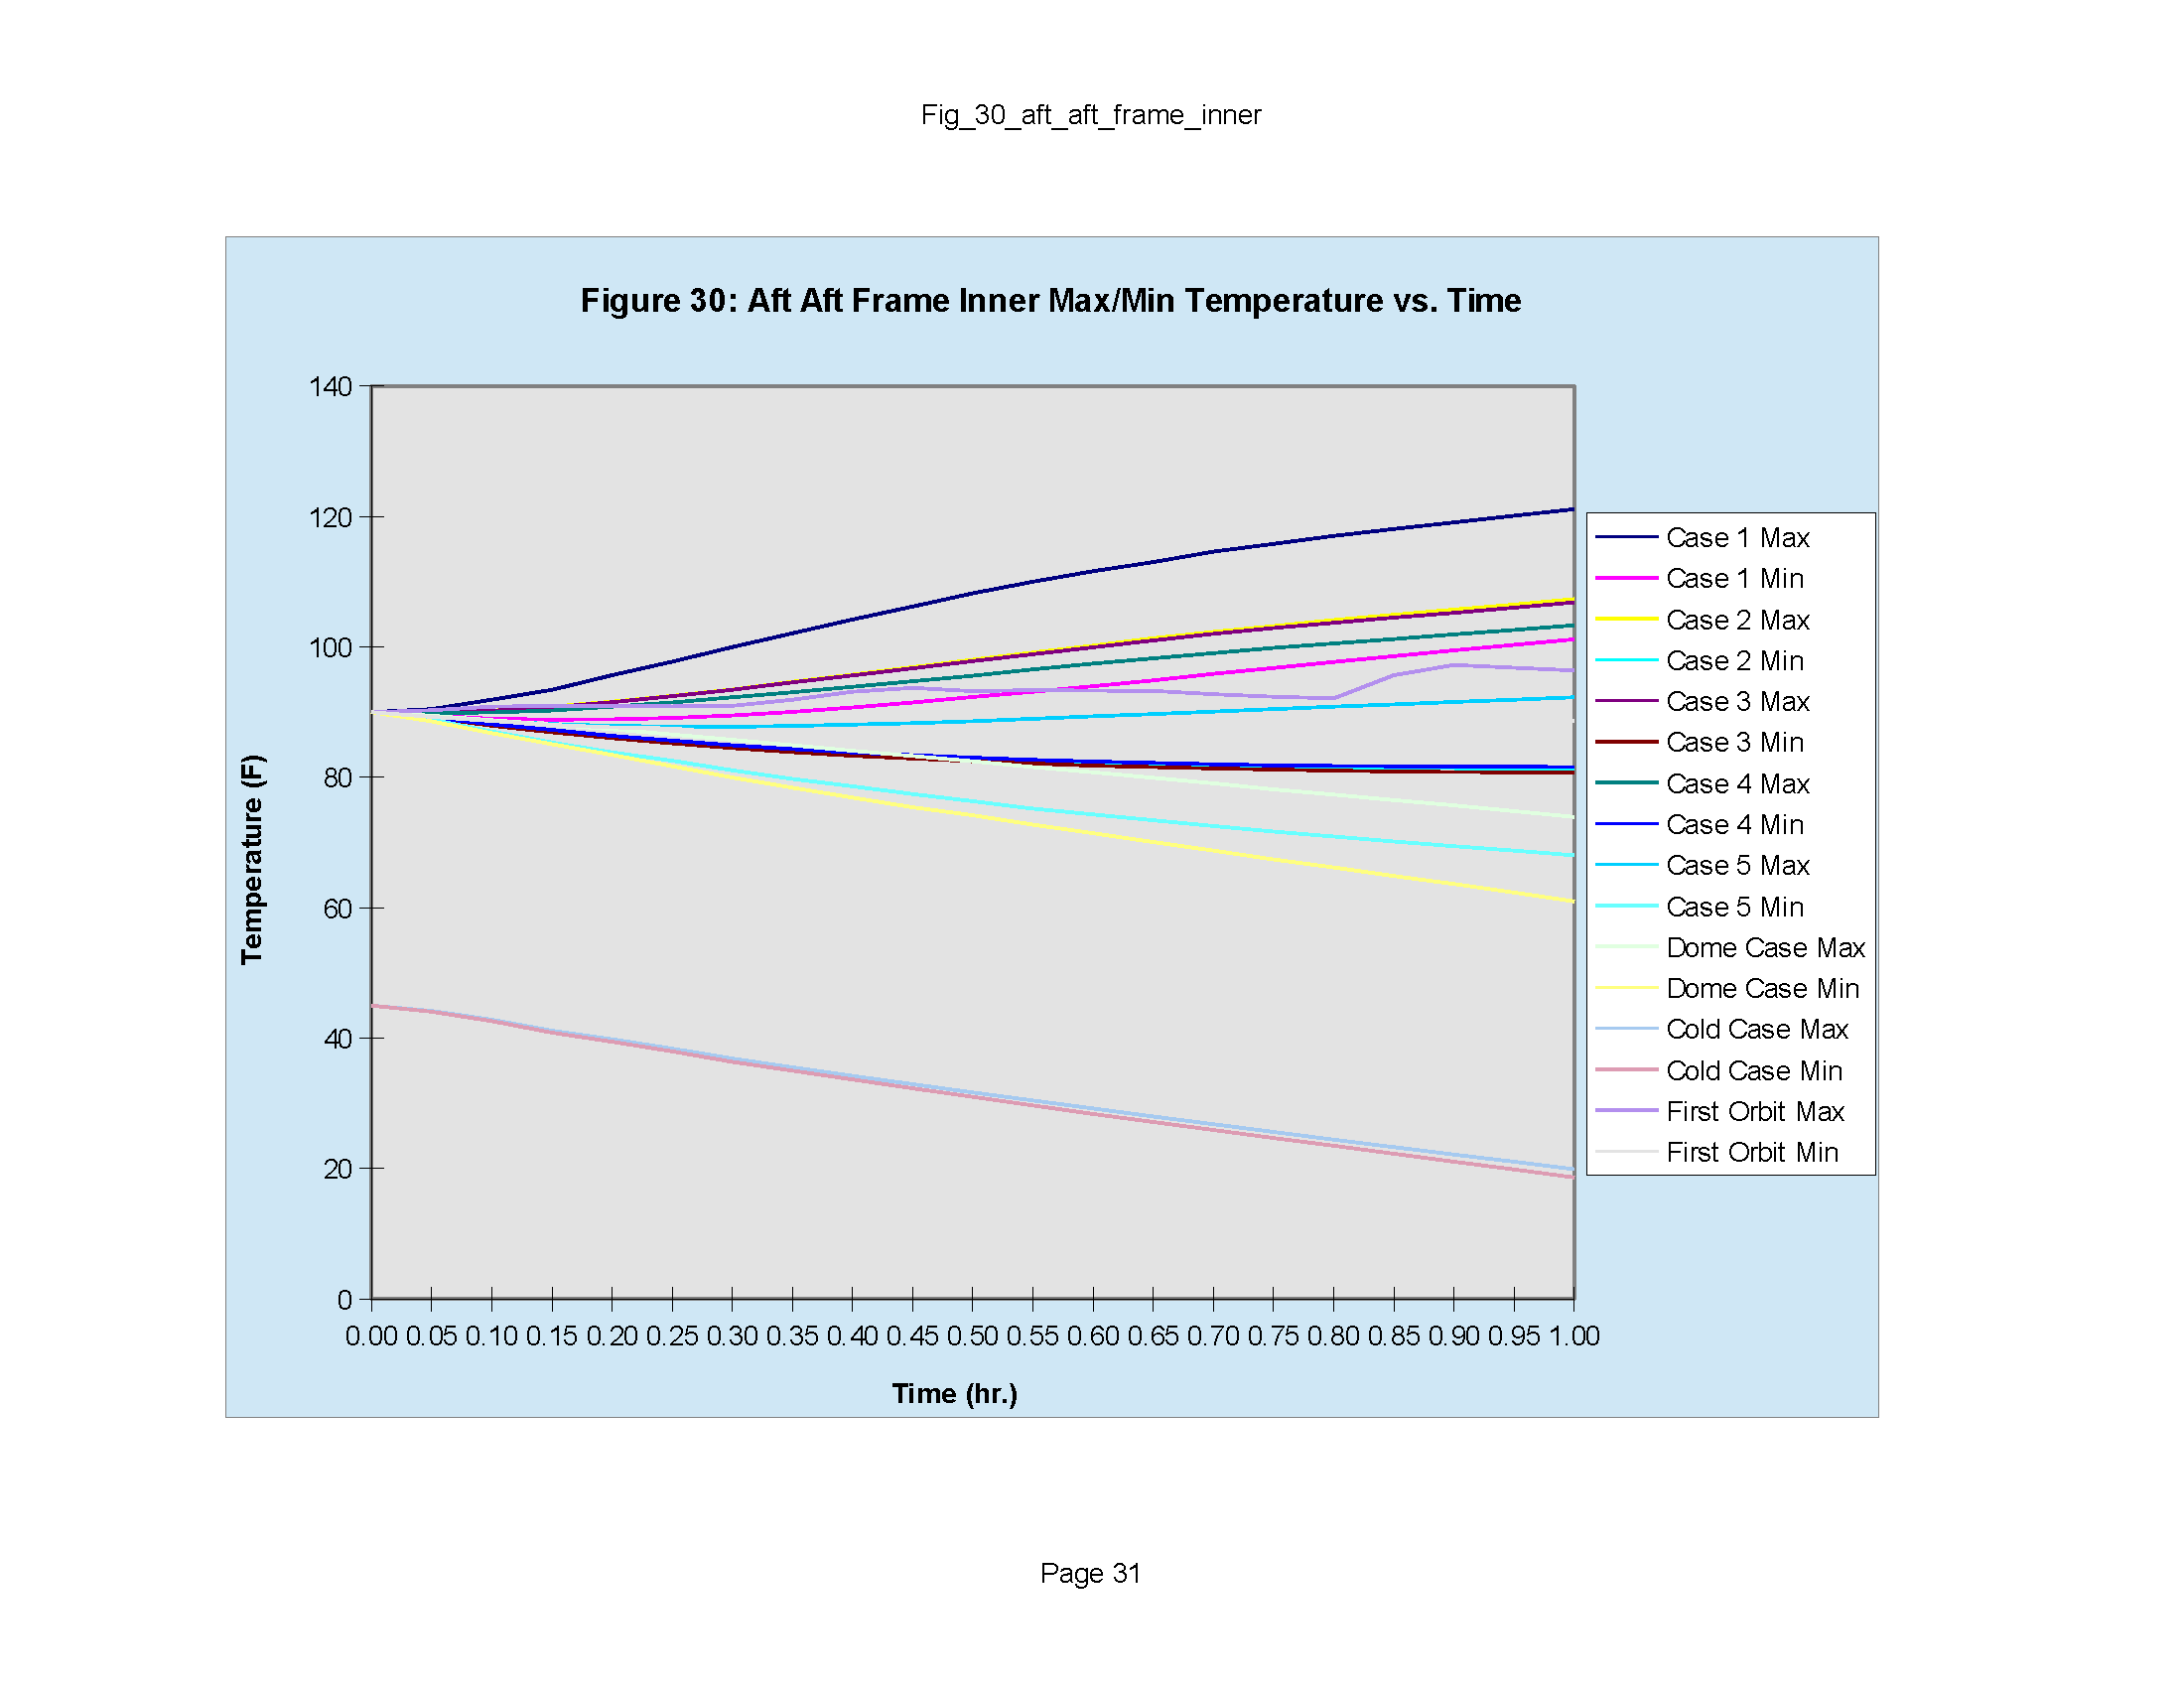 Fig_30_aft_aft_frame_inner
Figure 30: Aft Aft Frame Inner Max/Min Temperature vs. Time
140
120
100
80
60
40
20
0
Temperature (F)
0.00 0.05 0.10 0.15 0.20 0.25 0.30 0.35 0.40 0.45 0.50 0.55 0.60 0.65 0.70 0.75 0.80 0.85 0.90 0.95 1.00
Time (hr.)
Case 1 Max
Case 1 Min
Case 2 Max
Case 2 Min
Case 3 Max
Case 3 Min
Case 4 Max
Case 4 Min
Case 5 Max
Case 5 Min
Dome Case Max
Dome Case Min
Cold Case Max
Cold Case Min
First Orbit Max
First Orbit Min
Page 31